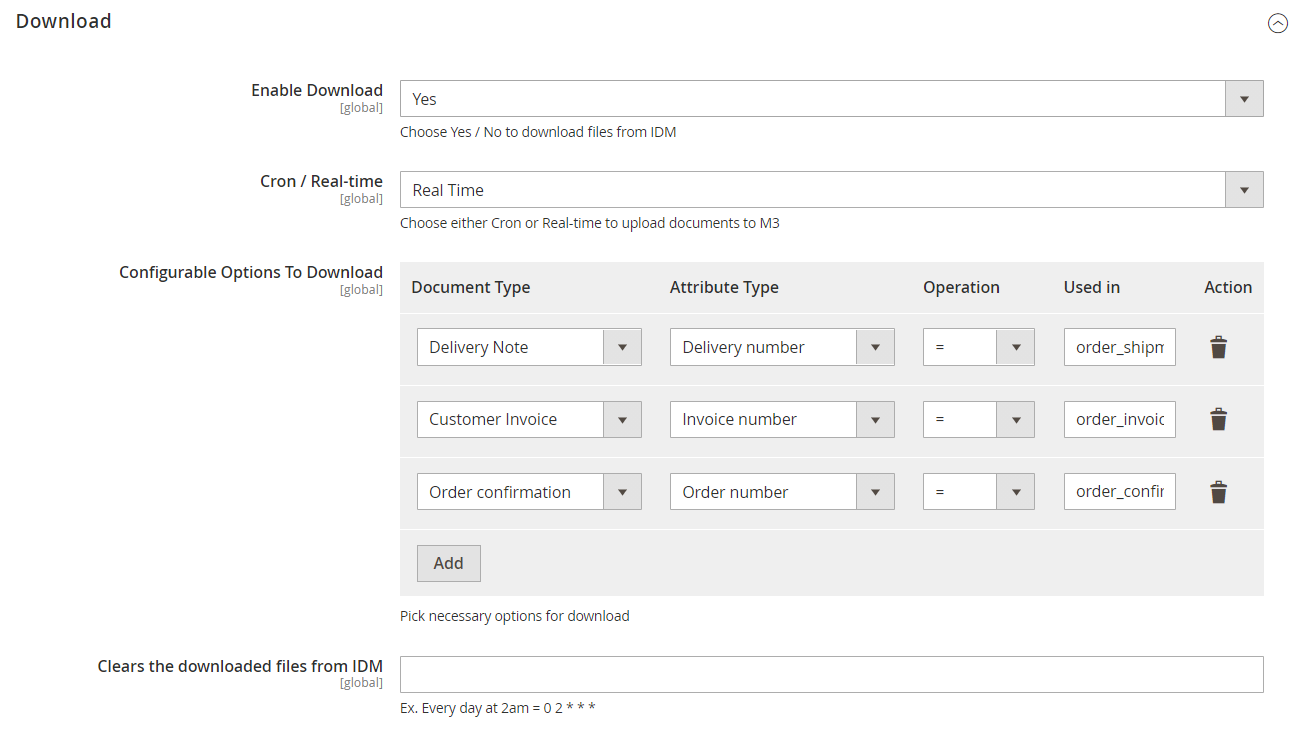 Download
Enable Download
[global]
Yes
Choose Yes / No to download files from IDM
Cron / Real-time
[global]
Real Time
Choose either Cron or Real-time to upload documents to M3
Configurable Options To Download
[global]
Document Type Attribute Type Operation Used in Action
Delivery Note Delivery number = order_shipm
Customer Invoice Invoice number = order_invoic
Order confirmation Order number = order_confir
Add
Pick necessary options for download
Clears the downloaded files from IDM
[global]
Ex. Every day at 2am = 0 2 * * *